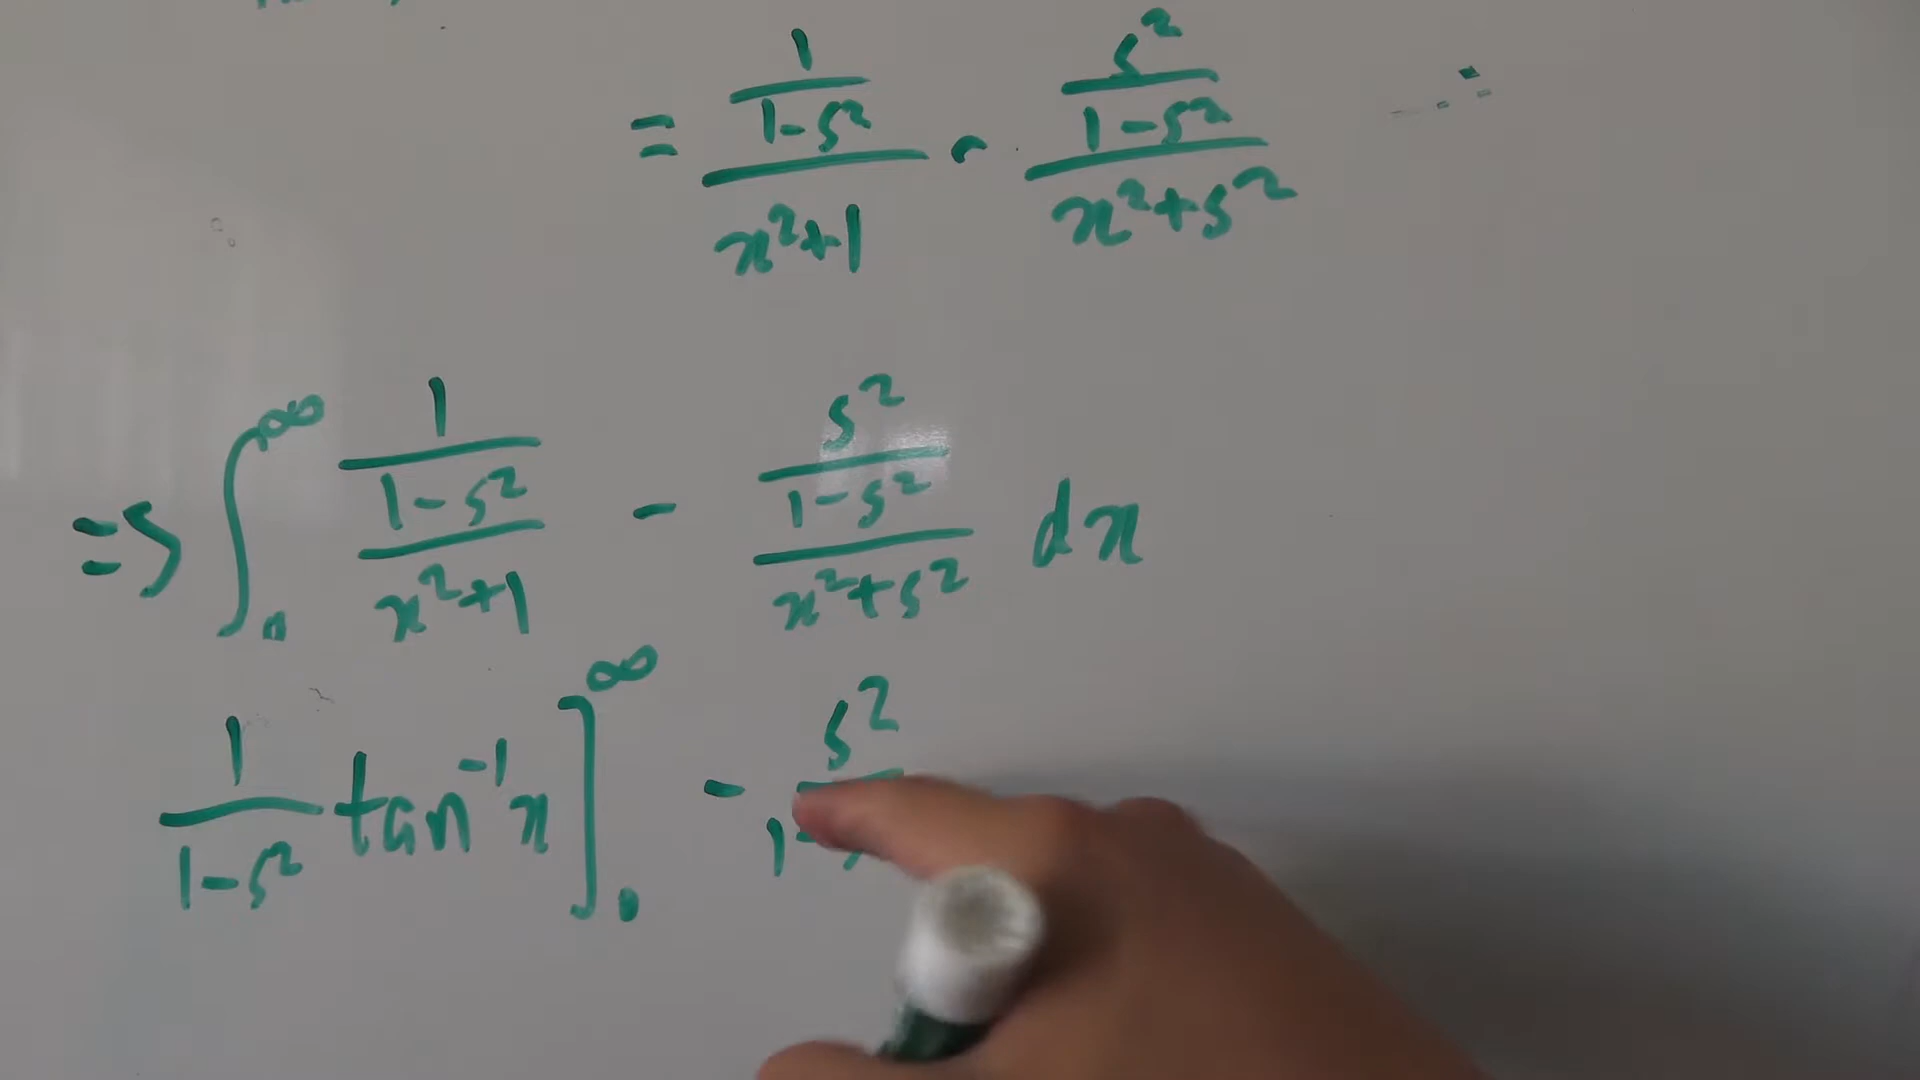 = 1/(1-s²)/(x²+1) - s²/(1-s²)/(x²+s²)
=> ∫₀^∞ 1/(1-s²)/(x²+1) - s²/(1-s²)/(x²+s²) dx
1/(1-s²) tan⁻¹x]₀^∞ - s²/1-